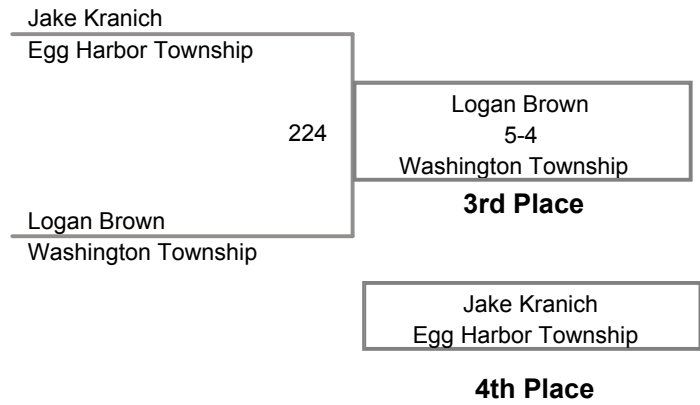 Jake Kranich
Egg Harbor Township
224
Logan Brown
5-4
Washington Township
3rd Place
Logan Brown
Washington Township
Jake Kranich
Egg Harbor Township
4th Place